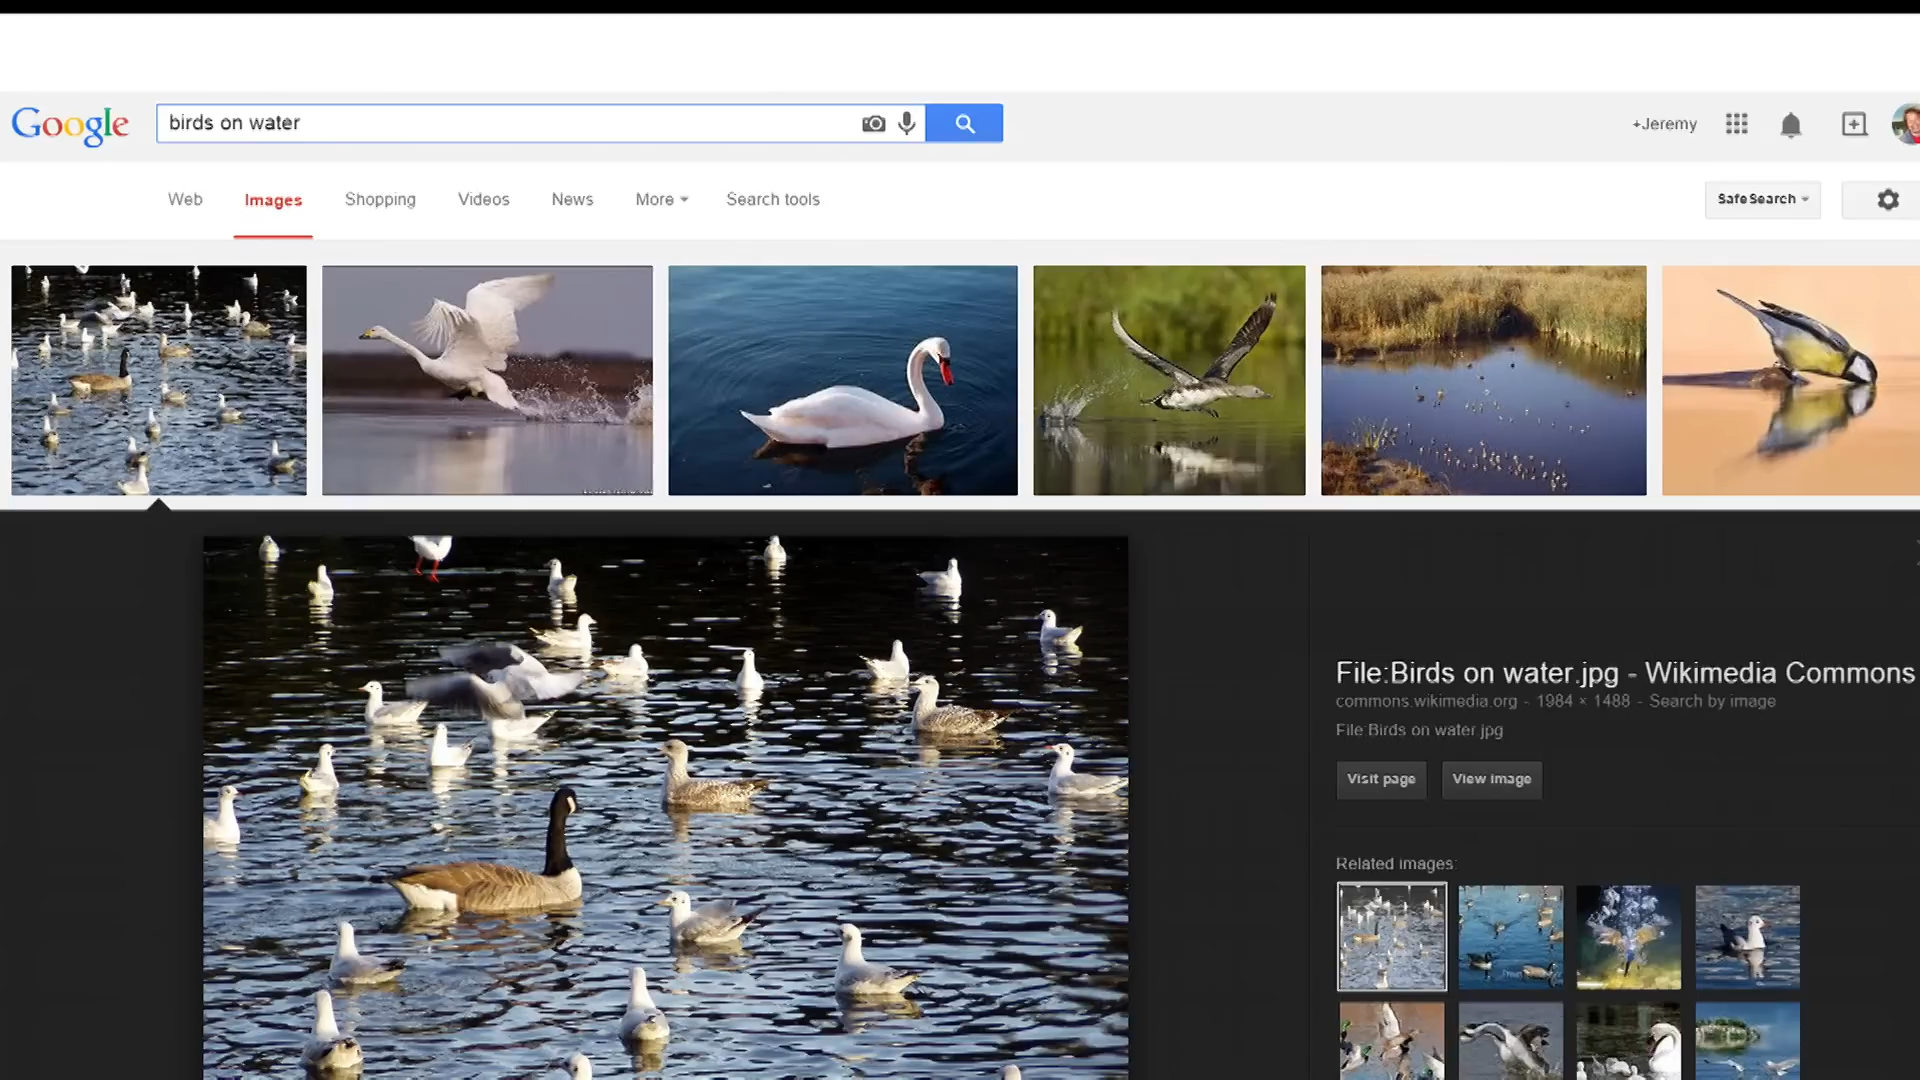 Google
birds on water
+Jeremy
Web Images Shopping Videos News More Search tools
SafeSearch
File:Birds on water.jpg - Wikimedia Commons
commons.wikimedia.org - 1984 × 1488 - Search by image
File:Birds on water.jpg
Visit page View image
Related images: